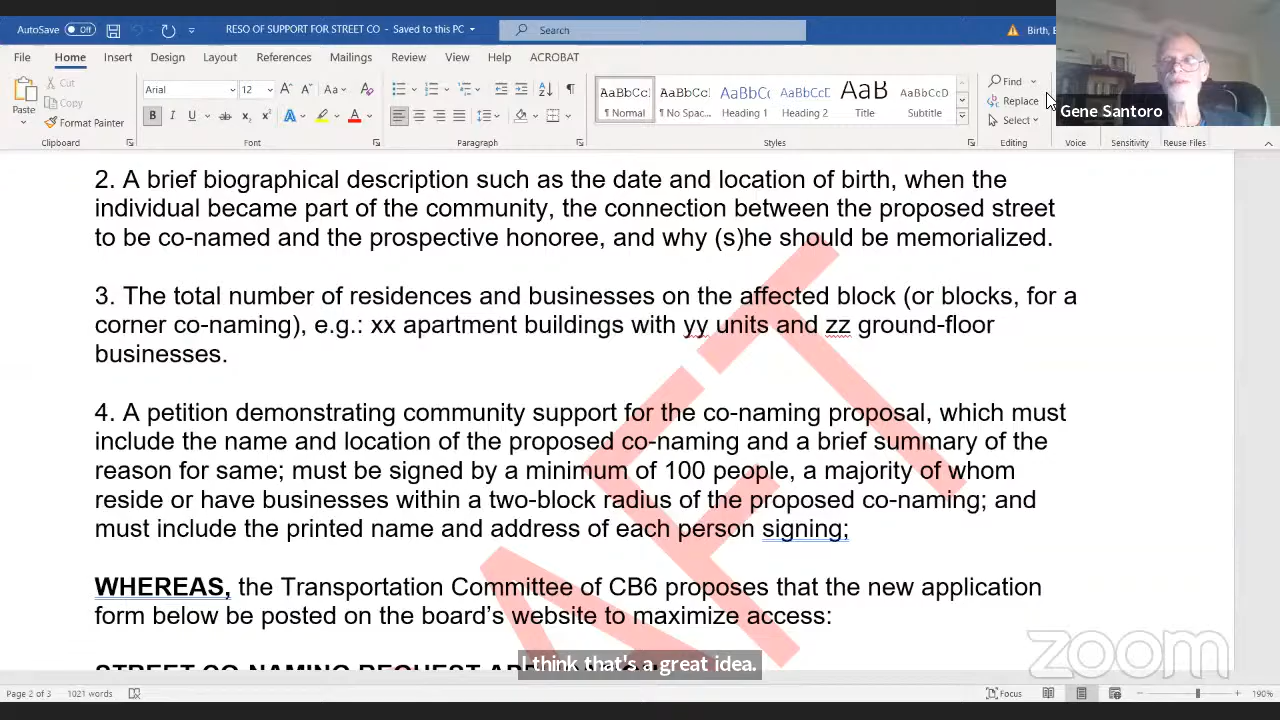 AutoSave Off
RESO OF SUPPORT FOR STREET CO - Saved to this PC
Search
Birth, E
File Home Insert Design Layout References Mailings Review View Help ACROBAT
Paste
Cut
Copy
Format Painter
Clipboard
Arial 12
Font
Paragraph
AaBbCc AaBbCc AaBbCc AaBbCcE AaB AaBbCcD
¶ Normal ¶ No Spac... Heading 1 Heading 2 Title Subtitle
Styles
Find
Replace
Select
Editing
Voice
Sensitivity
Reuse Files
Gene Santoro
2. A brief biographical description such as the date and location of birth, when the
individual became part of the community, the connection between the proposed street
to be co-named and the prospective honoree, and why (s)he should be memorialized.
3. The total number of residences and businesses on the affected block (or blocks, for a
corner co-naming), e.g.: xx apartment buildings with yy units and zz ground-floor
businesses.
4. A petition demonstrating community support for the co-naming proposal, which must
include the name and location of the proposed co-naming and a brief summary of the
reason for same; must be signed by a minimum of 100 people, a majority of whom
reside or have businesses within a two-block radius of the proposed co-naming; and
must include the printed name and address of each person signing;
WHEREAS, the Transportation Committee of CB6 proposes that the new application
form below be posted on the board's website to maximize access:
AFT
I think that's a great idea.
zoom
Page 2 of 3 1021 words
Focus
190%